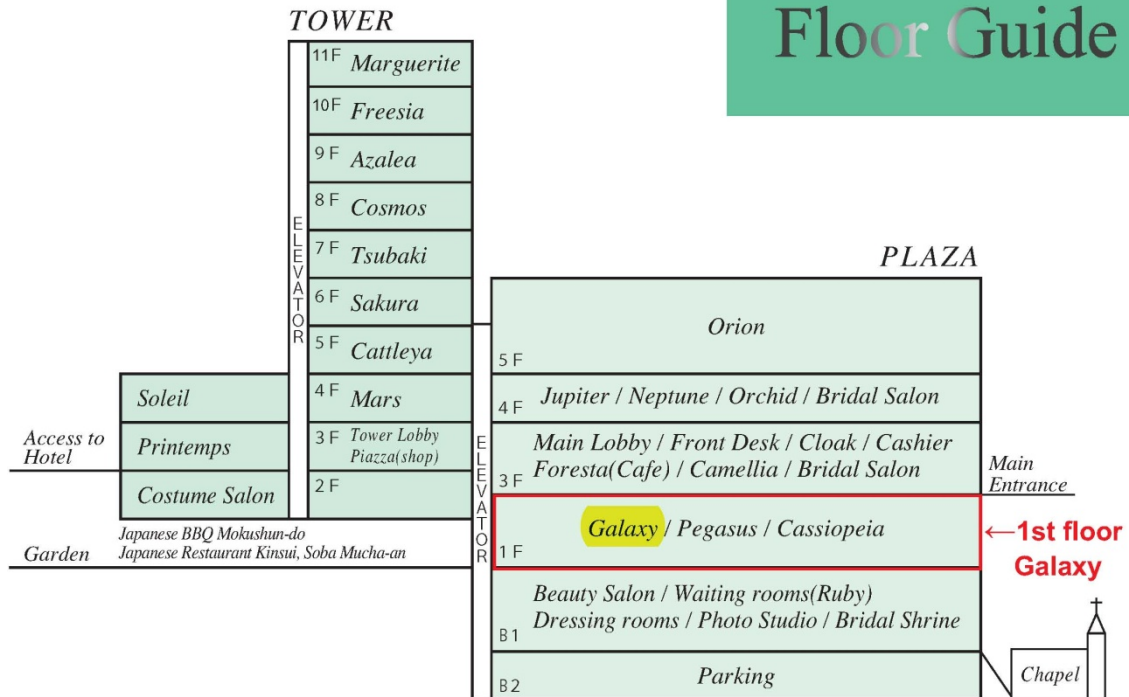 Floor Guide
TOWER
11F Marguerite
10F Freesia
9F Azalea
8F Cosmos
7F Tsubaki
6F Sakura
5F Cattleya
4F Mars
3F Tower Lobby
Piazza(shop)
2F
ELEVATOR
Soleil
Printemps
Costume Salon
Access to
Hotel
Japanese BBQ Mokushun-do
Japanese Restaurant Kinsui, Soba Mucha-an
Garden
ELEVATOR
PLAZA
Orion
5F
4F Jupiter / Neptune / Orchid / Bridal Salon
Main Lobby / Front Desk / Cloak / Cashier
3F Foresta(Cafe) / Camellia / Bridal Salon
Main
Entrance
Galaxy / Pegasus / Cassiopeia
1F
←1st floor
Galaxy
Beauty Salon / Waiting rooms(Ruby)
Dressing rooms / Photo Studio / Bridal Shrine
B1
Parking
B2
Chapel